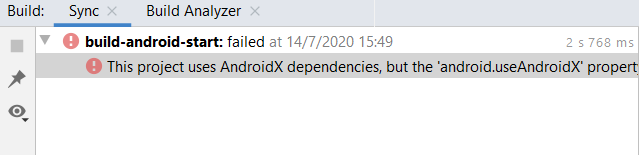 Build: Sync Build Analyzer
build-android-start: failed at 14/7/2020 15:49 2 s 768 ms
This project uses AndroidX dependencies, but the 'android.useAndroidX' property